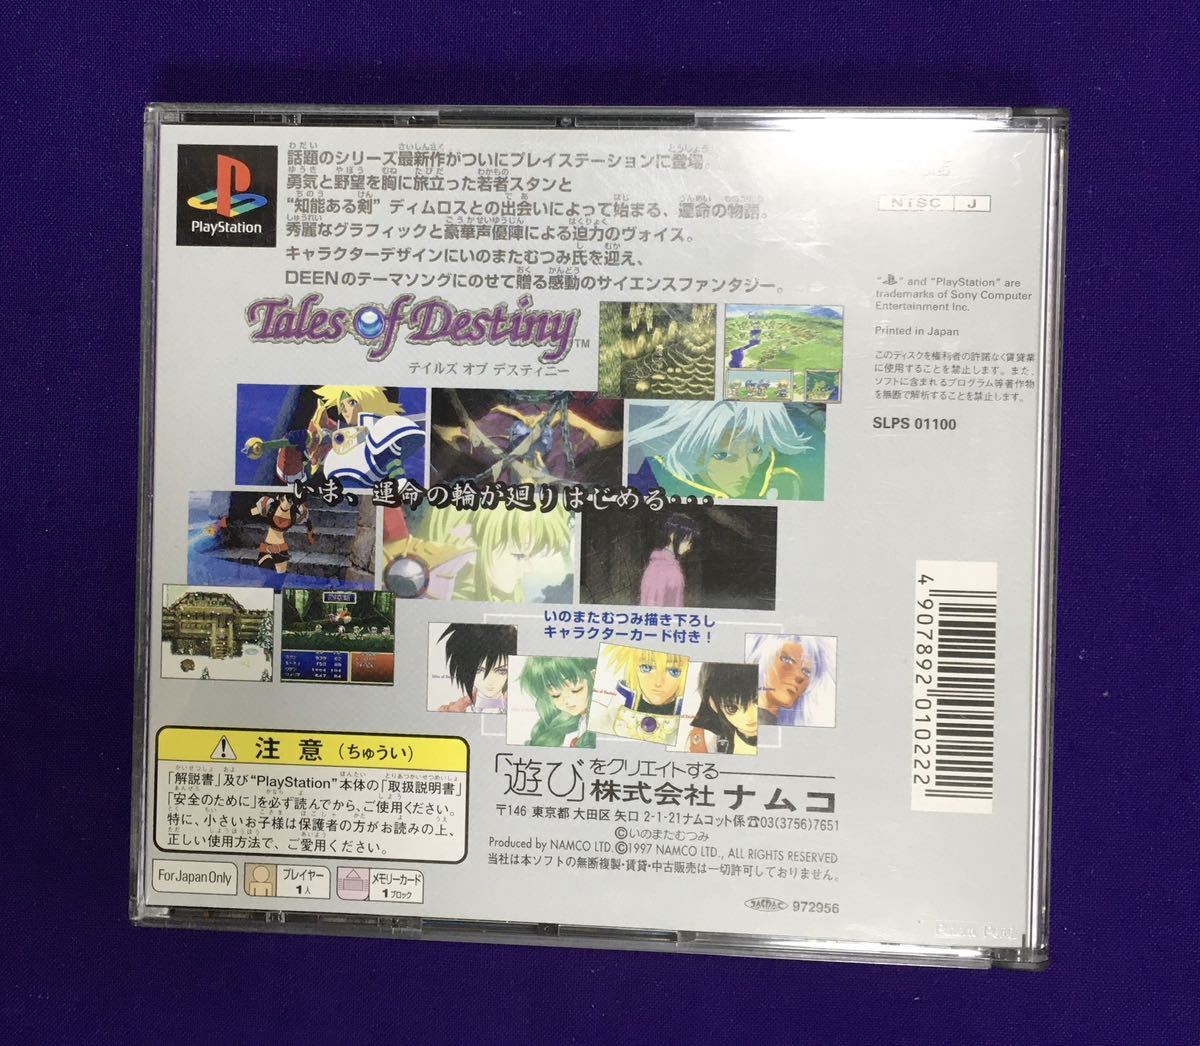 話題のシリーズ最新作がついにプレイステーションに登場。
勇気と野望を胸に旅立った若者スタンと
“知能ある剣”ディムロスとの出会いによって始まる、運命の物語。
秀麗なグラフィックと豪華声優陣による迫力のヴォイス。
キャラクターデザインにいのまたむつみ氏を迎え、
DEENのテーマソングにのせて贈る感動のサイエンスファンタジー。
PlayStation
NTSC J
Tales of Destiny™
テイルズ オブ デスティニー
“PS” and “PlayStation” are
trademarks of Sony Computer
Entertainment Inc.
Printed in Japan
このディスクを権利者の許諾なく賃貸業
に使用することを禁止します。また、
ソフトに含まれるプログラム等著作物
を無断で解析することを禁止します。
SLPS 01100
いま、運命の輪が廻りはじめる・・・
いのまたむつみ描き下ろし
キャラクターカード付き！
4907892010222
注意（ちゅうい）
「解説書」及び“PlayStation”本体の「取扱説明書」
「安全のために」を必ず読んでから、ご使用ください。
特に、小さいお子様は保護者の方がお読みの上、
正しい使用方法で、ご愛用ください。
For Japan Only
プレイヤー
1人
メモリーカード
1ブロック
「遊び」をクリエイトする
株式会社ナムコ
〒146 東京都 大田区 矢口 2-1-21ナムコット係☎03(3756)7651
©いのまたむつみ
Produced by NAMCO LTD.©1997 NAMCO LTD., ALL RIGHTS RESERVED
当社は本ソフトの無断複製・賃貸・中古販売は一切許可しておりません。
972956